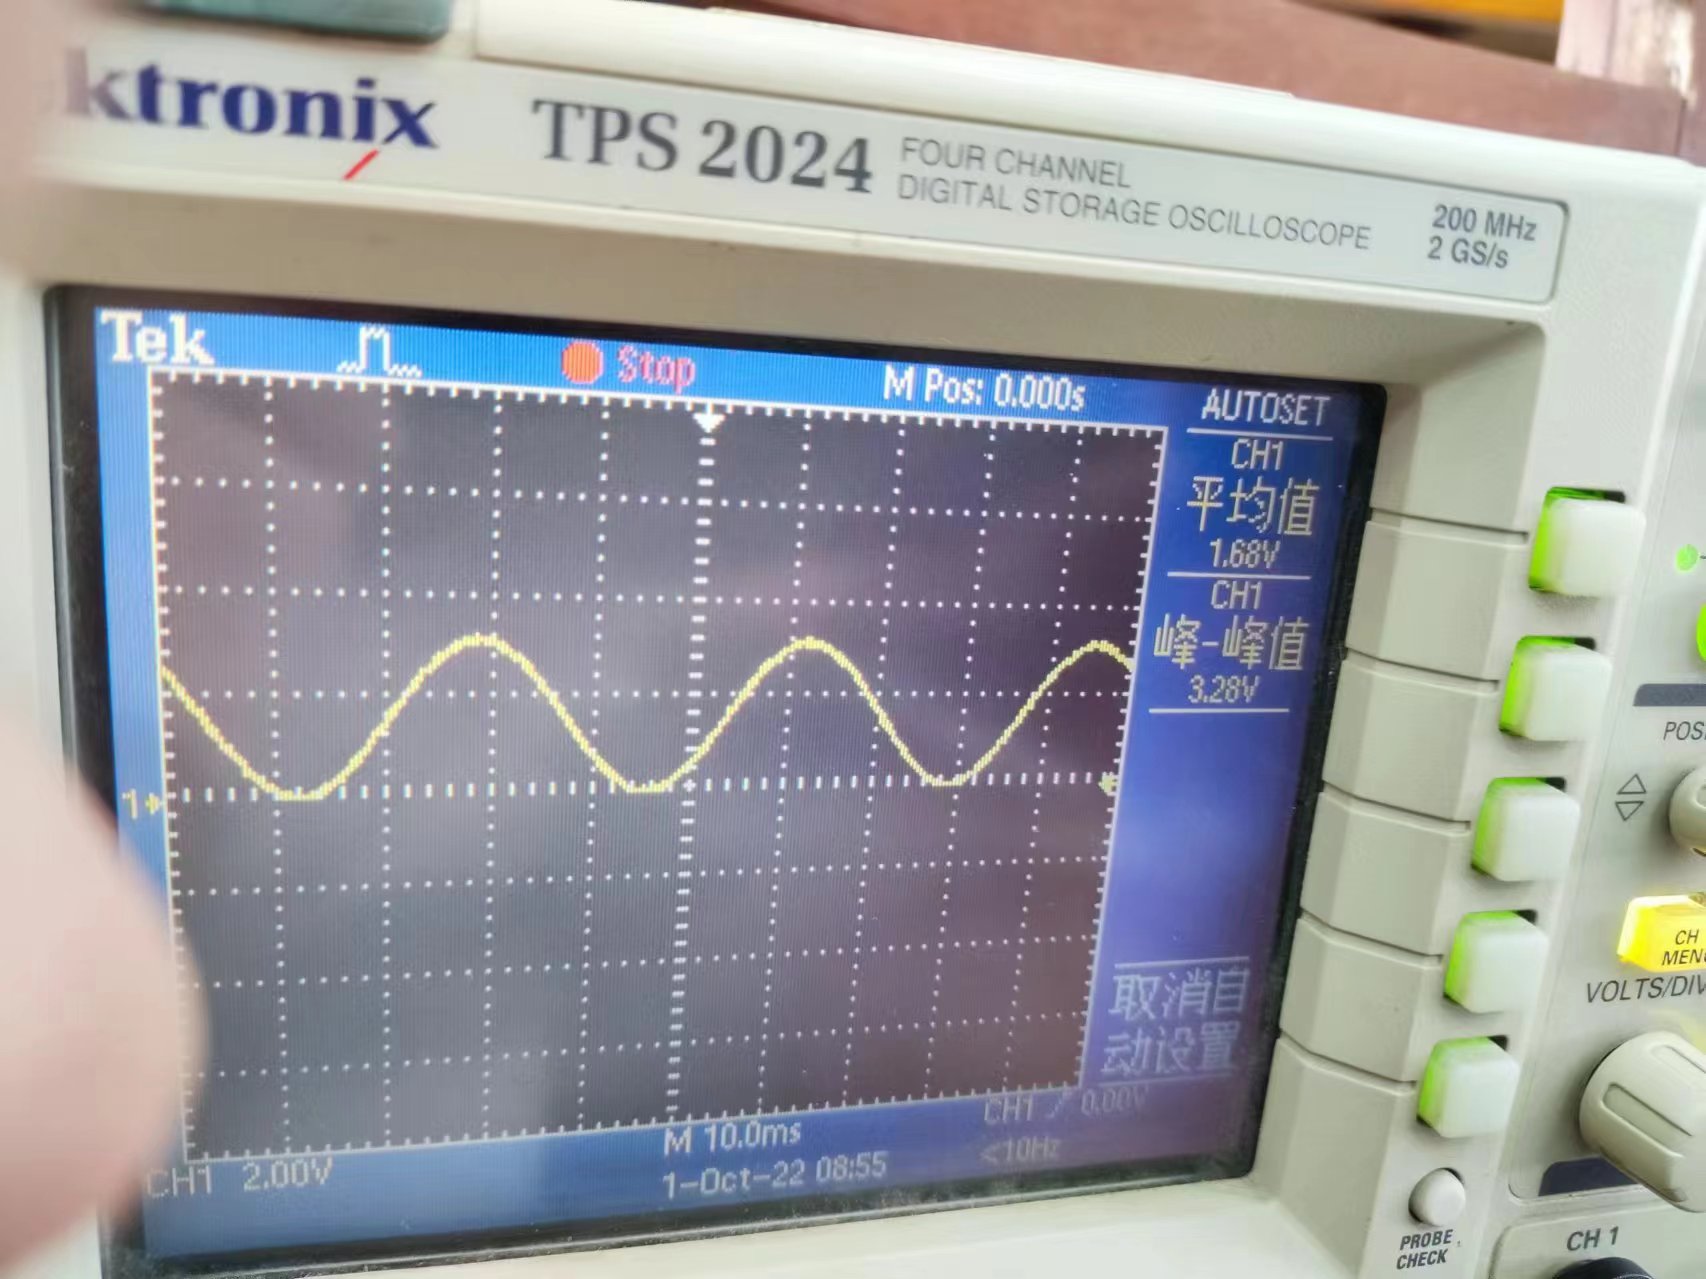 ktronix
TPS 2024
FOUR CHANNEL
DIGITAL STORAGE OSCILLOSCOPE
200 MHz
2 GS/s
Tek
Stop
M Pos: 0.000s
AUTOSET
CH1
平均值
1.68V
CH1
峰-峰值
3.28V
1
取消自
动设置
CH1 2.00V
M 10.0ms
CH1 0.00V
1-Oct-22 08:55
<10Hz
POSI
CH 1
MENU
VOLTS/DIV
PROBE
CHECK
CH 1